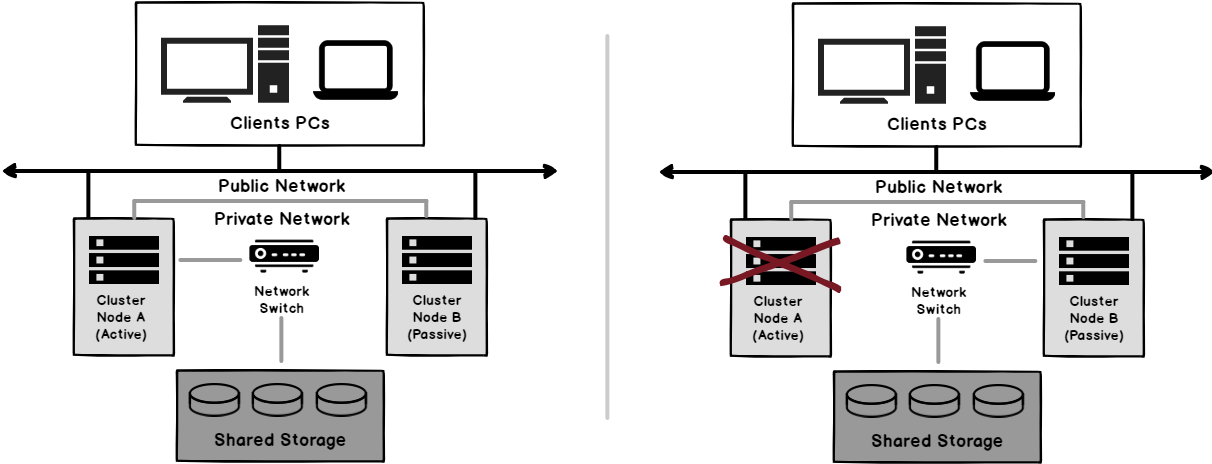 Clients PCs
Public Network
Private Network
Network
Switch
Cluster
Node A
(Active)
Cluster
Node B
(Passive)
Shared Storage
Clients PCs
Public Network
Private Network
Network
Switch
Cluster
Node A
(Active)
Cluster
Node B
(Passive)
Shared Storage